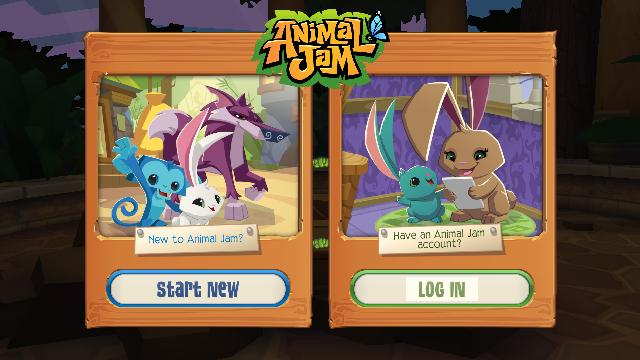 ANIMAL
JAM
New to Animal Jam?
Start New
Have an Animal Jam
account?
LOG IN